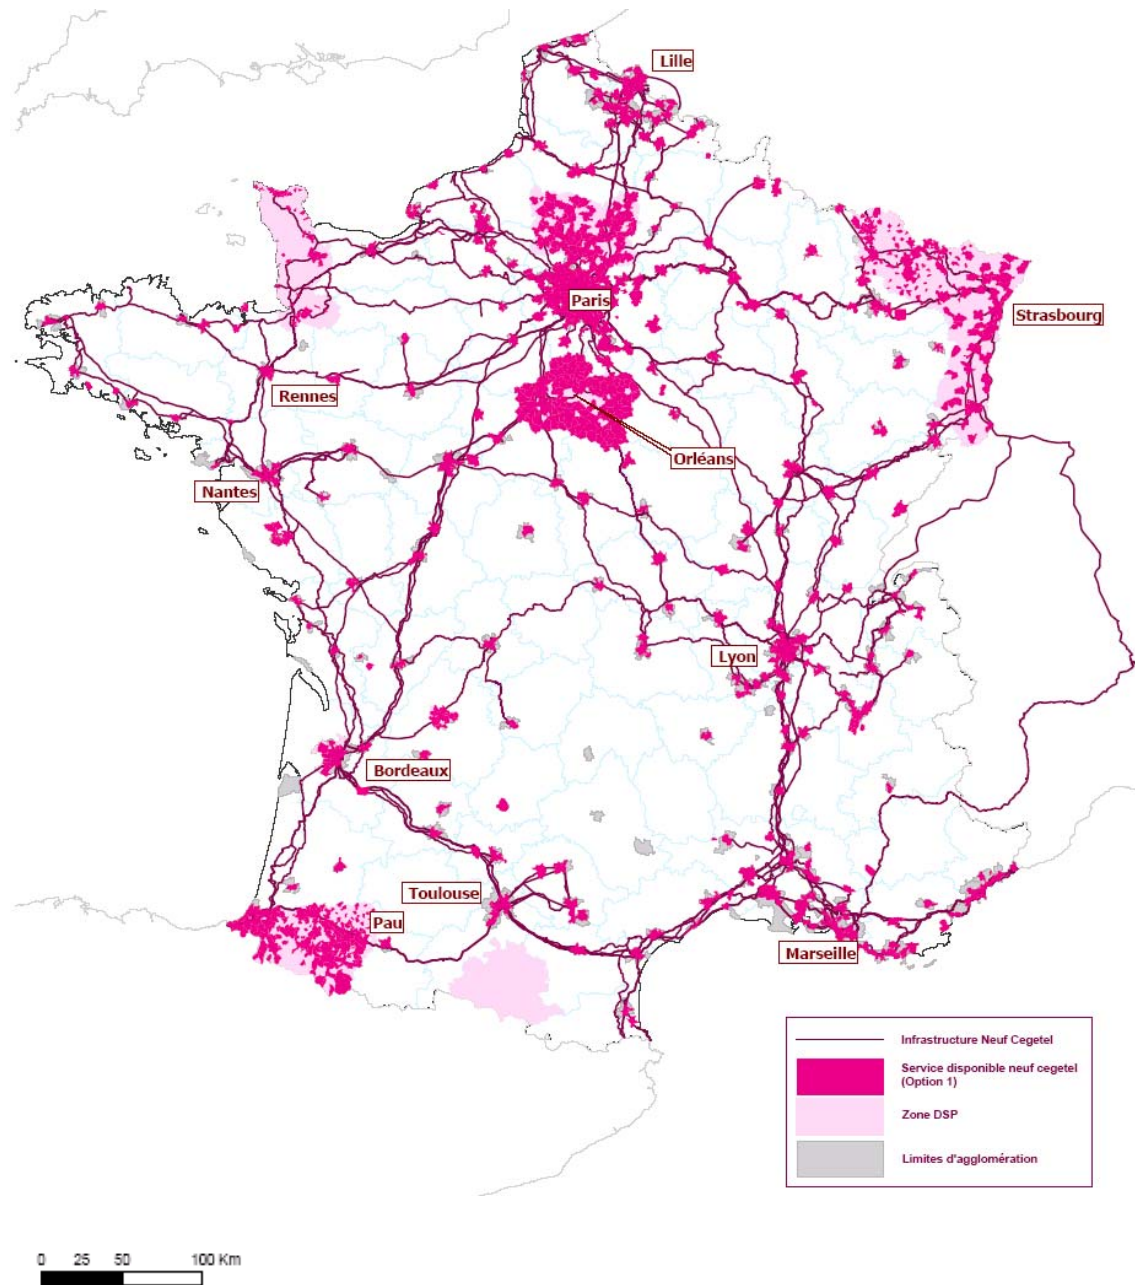 Lille
Paris
Strasbourg
Rennes
Orléans
Nantes
Lyon
Bordeaux
Toulouse
Pau
Marseille
Infrastructure Neuf Cegetel
Service disponible neuf cegetel
(Option 1)
Zone DSP
Limites d'agglomération
0 25 50 100 Km